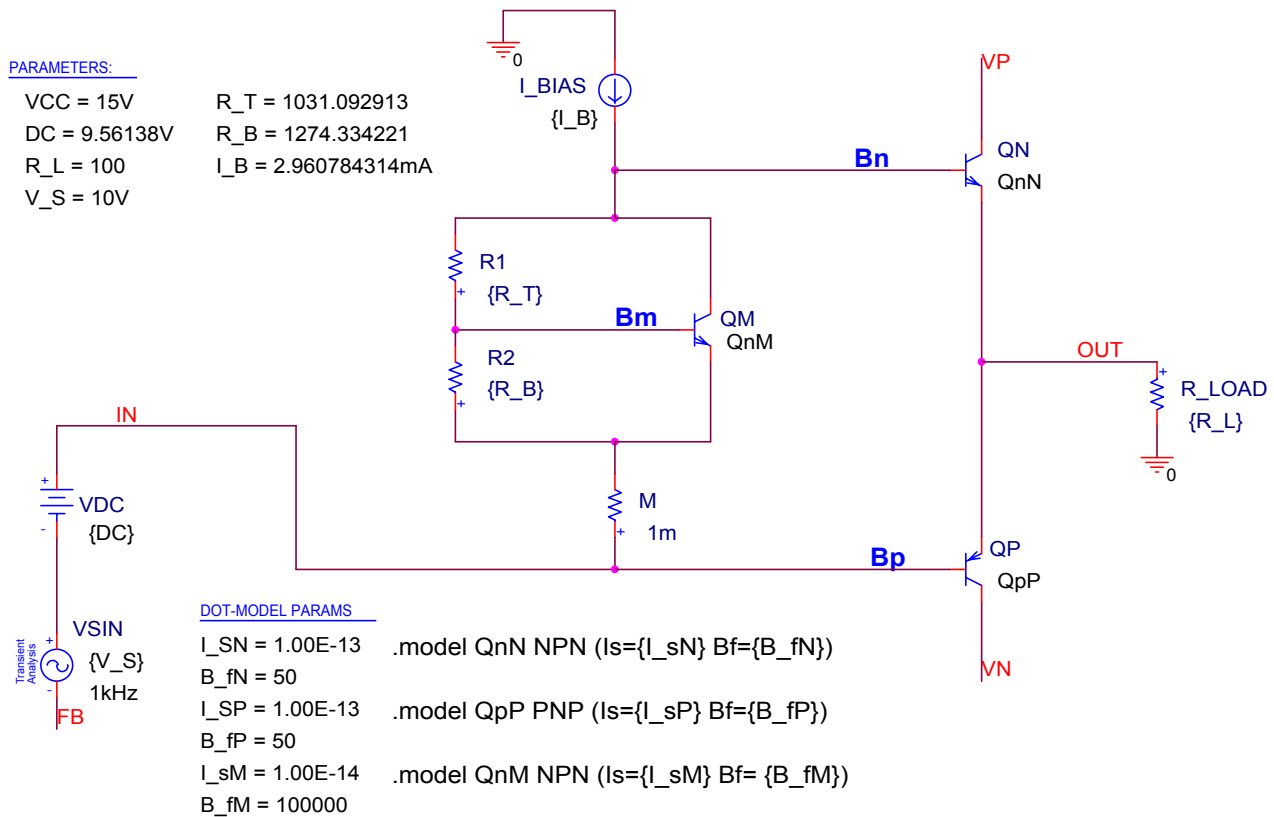 0
VP
PARAMETERS:
I_BIAS
{I_B}
VCC = 15V
R_T = 1031.092913
DC = 9.56138V
R_B = 1274.334221
R_L = 100
I_B = 2.960784314mA
V_S = 10V
Bn
QN
QnN
R1
{R_T}
Bm
QM
QnM
R2
{R_B}
OUT
R_LOAD
{R_L}
0
IN
+
VDC
{DC}
-
M
1m
+
Bp
QP
QpP
DOT-MODEL PARAMS
VSIN
{V_S}
1kHz
Transient
Analysis
+
-
FB
VN
I_SN = 1.00E-13
.model QnN NPN (Is={I_sN} Bf={B_fN})
B_fN = 50
I_SP = 1.00E-13
.model QpP PNP (Is={I_sP} Bf={B_fP})
B_fP = 50
I_sM = 1.00E-14
.model QnM NPN (Is={I_sM} Bf= {B_fM})
B_fM = 100000